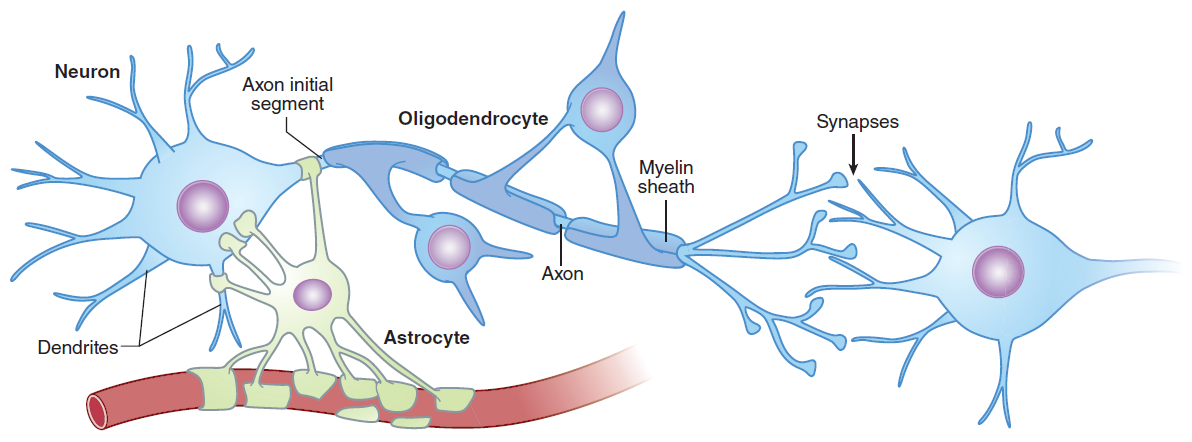 Neuron
Axon initial
segment
Oligodendrocyte
Synapses
Myelin
sheath
Axon
Dendrites
Astrocyte